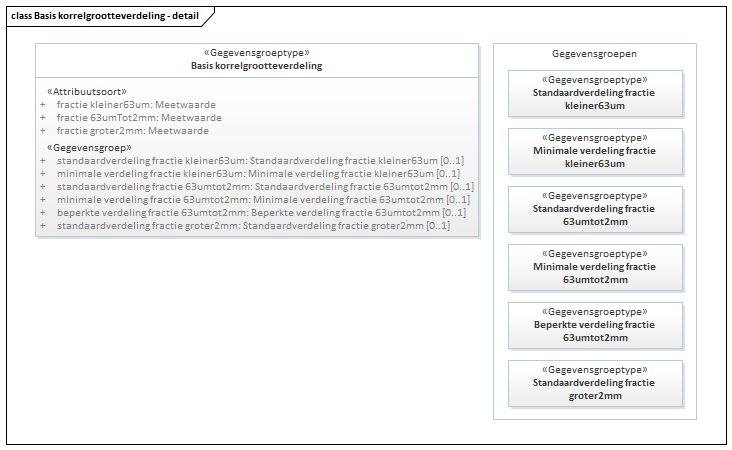 class Basis korrelgrootteverdeling - detail
«Gegevensgroeptype»
Basis korrelgrootteverdeling
«Attribuutsoort»
+ fractie kleiner63um: Meetwaarde
+ fractie 63umTot2mm: Meetwaarde
+ fractie groter2mm: Meetwaarde
«Gegevensgroep»
+ standaardverdeling fractie kleiner63um: Standaardverdeling fractie kleiner63um [0..1]
+ minimale verdeling fractie kleiner63um: Minimale verdeling fractie kleiner63um [0..1]
+ standaardverdeling fractie 63umtot2mm: Standaardverdeling fractie 63umtot2mm [0..1]
+ minimale verdeling fractie 63umtot2mm: Minimale verdeling fractie 63umtot2mm [0..1]
+ beperkte verdeling fractie 63umtot2mm: Beperkte verdeling fractie 63umtot2mm [0..1]
+ standaardverdeling fractie groter2mm: Standaardverdeling fractie groter2mm [0..1]
Gegevensgroepen
«Gegevensgroeptype»
Standaardverdeling fractie
kleiner63um
«Gegevensgroeptype»
Minimale verdeling fractie
kleiner63um
«Gegevensgroeptype»
Standaardverdeling fractie
63umtot2mm
«Gegevensgroeptype»
Minimale verdeling fractie
63umtot2mm
«Gegevensgroeptype»
Beperkte verdeling fractie
63umtot2mm
«Gegevensgroeptype»
Standaardverdeling fractie
groter2mm